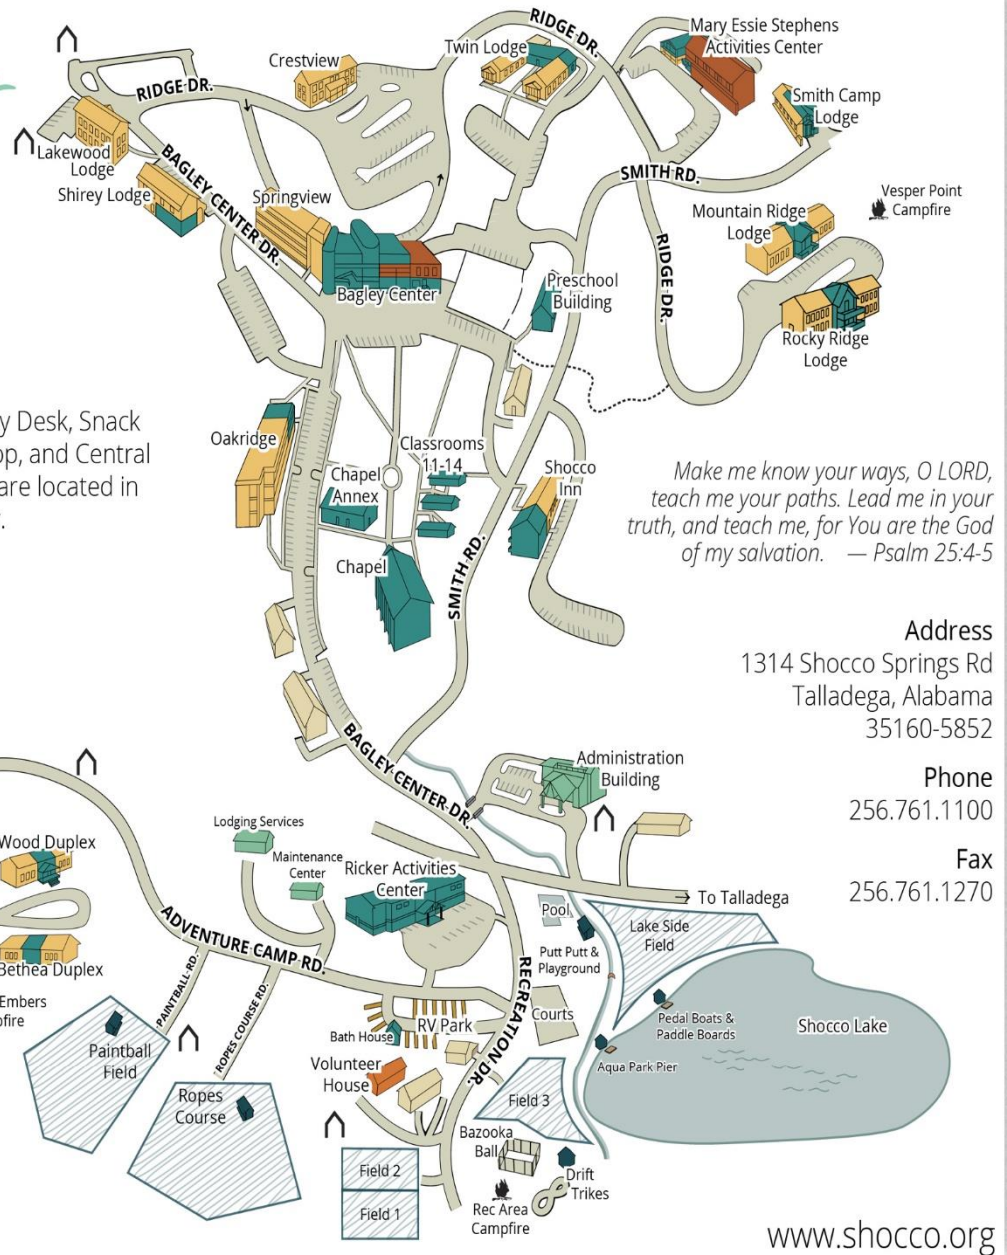 RIDGE DR.
Mary Essie Stephens
Activities Center
Twin Lodge
Crestview
RIDGE DR.
Smith Camp
Lodge
Lakewood
Lodge
BAGLEY CENTER DR.
SMITH RD.
Shirey Lodge
Springview
Vesper Point
Campfire
Mountain Ridge
Lodge
RIDGE DR.
Bagley Center
Preschool
Building
Rocky Ridge
Lodge
y Desk, Snack
op, and Central
are located in
Oakridge
Classrooms
11-14
Chapel
Annex
Shocco
Inn
Make me know your ways, O LORD,
teach me your paths. Lead me in your
truth, and teach me, for You are the God
of my salvation. — Psalm 25:4-5
Chapel
SMITH RD.
Address
1314 Shocco Springs Rd
Talladega, Alabama
35160-5852
Phone
256.761.1100
Fax
256.761.1270
BAGLEY CENTER DR.
Administration
Building
Lodging Services
Wood Duplex
Maintenance
Center
Ricker Activities
Center
To Talladega
Pool
Lake Side
Field
ADVENTURE CAMP RD.
Putt Putt &
Playground
Bethea Duplex
PAINTBALL RD.
ROPES COURSE RD.
RECREATION DR.
Embers
pfire
Courts
Pedal Boats &
Paddle Boards
Shocco Lake
RV Park
Bath House
Paintball
Field
Aqua Park Pier
Volunteer
House
Ropes
Course
Field 3
Bazooka
Ball
Field 2
Drift
Trikes
Field 1
Rec Area
Campfire
www.shocco.org